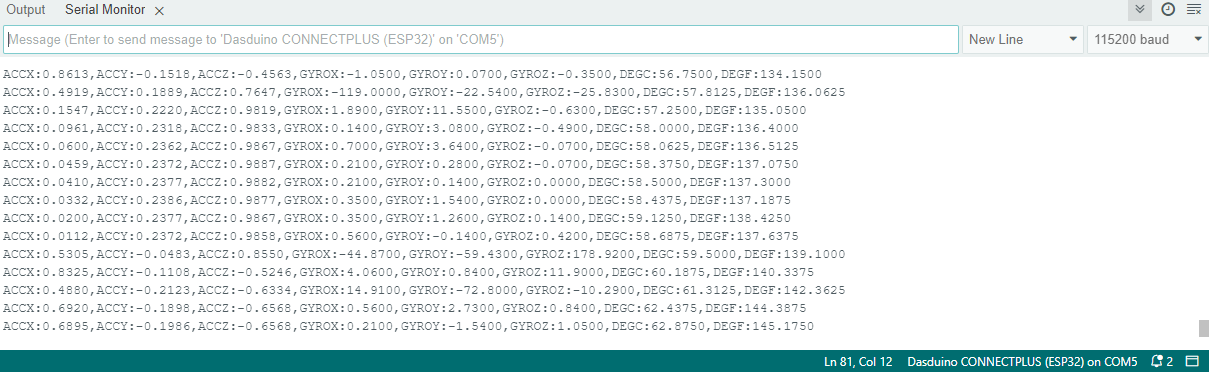 Output Serial Monitor
Message (Enter to send message to 'Dasduino CONNECTPLUS (ESP32)' on 'COM5') New Line 115200 baud
ACCX:0.8613,ACCY:-0.1518,ACCZ:-0.4563,GYROX:-1.0500,GYROY:0.0700,GYROZ:-0.3500,DEGC:56.7500,DEGF:134.1500
ACCX:0.4919,ACCY:0.1889,ACCZ:0.7647,GYROX:-119.0000,GYROY:-22.5400,GYROZ:-25.8300,DEGC:57.8125,DEGF:136.0625
ACCX:0.1547,ACCY:0.2220,ACCZ:0.9819,GYROX:1.8900,GYROY:11.5500,GYROZ:-0.6300,DEGC:57.2500,DEGF:135.0500
ACCX:0.0961,ACCY:0.2318,ACCZ:0.9833,GYROX:0.1400,GYROY:3.0800,GYROZ:-0.4900,DEGC:58.0000,DEGF:136.4000
ACCX:0.0600,ACCY:0.2362,ACCZ:0.9867,GYROX:0.7000,GYROY:3.6400,GYROZ:-0.0700,DEGC:58.0625,DEGF:136.5125
ACCX:0.0459,ACCY:0.2372,ACCZ:0.9887,GYROX:0.2100,GYROY:0.2800,GYROZ:-0.0700,DEGC:58.3750,DEGF:137.0750
ACCX:0.0410,ACCY:0.2377,ACCZ:0.9882,GYROX:0.2100,GYROY:0.1400,GYROZ:0.0000,DEGC:58.5000,DEGF:137.3000
ACCX:0.0332,ACCY:0.2386,ACCZ:0.9877,GYROX:0.3500,GYROY:1.5400,GYROZ:0.0000,DEGC:58.4375,DEGF:137.1875
ACCX:0.0200,ACCY:0.2377,ACCZ:0.9867,GYROX:0.3500,GYROY:1.2600,GYROZ:0.1400,DEGC:59.1250,DEGF:138.4250
ACCX:0.0112,ACCY:0.2372,ACCZ:0.9858,GYROX:0.5600,GYROY:-0.1400,GYROZ:0.4200,DEGC:58.6875,DEGF:137.6375
ACCX:0.5305,ACCY:-0.0483,ACCZ:0.8550,GYROX:-44.8700,GYROY:-59.4300,GYROZ:178.9200,DEGC:59.5000,DEGF:139.1000
ACCX:0.8325,ACCY:-0.1108,ACCZ:-0.5246,GYROX:4.0600,GYROY:0.8400,GYROZ:11.9000,DEGC:60.1875,DEGF:140.3375
ACCX:0.4880,ACCY:-0.2123,ACCZ:-0.6334,GYROX:14.9100,GYROY:-72.8000,GYROZ:-10.2900,DEGC:61.3125,DEGF:142.3625
ACCX:0.6920,ACCY:-0.1898,ACCZ:-0.6568,GYROX:0.5600,GYROY:2.7300,GYROZ:0.8400,DEGC:62.4375,DEGF:144.3875
ACCX:0.6895,ACCY:-0.1986,ACCZ:-0.6568,GYROX:0.2100,GYROY:-1.5400,GYROZ:1.0500,DEGC:62.8750,DEGF:145.1750
Ln 81, Col 12 Dasduino CONNECTPLUS (ESP32) on COM5 2